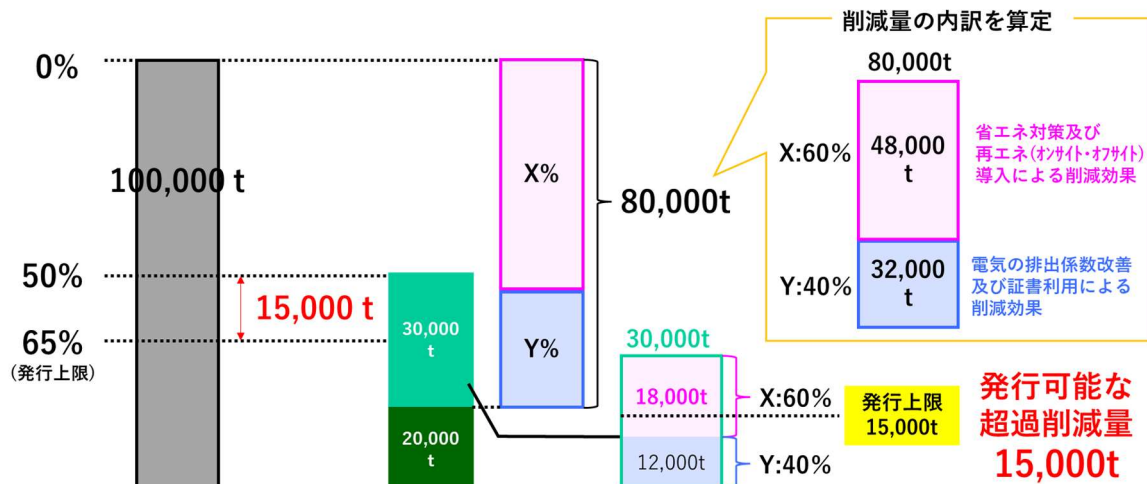 削減量の内訳を算定
0%
100,000 t
50%
15,000 t
65%
(発行上限)
30,000
t
20,000
t
X%
Y%
80,000t
80,000t
X:60%
48,000
t
省エネ対策及び
再エネ(オンサイト・オフサイト)
導入による削減効果
Y:40%
32,000
t
電気の排出係数改善
及び証書利用による
削減効果
30,000t
18,000t
X:60%
12,000t
Y:40%
発行上限
15,000t
発行可能な
超過削減量
15,000t